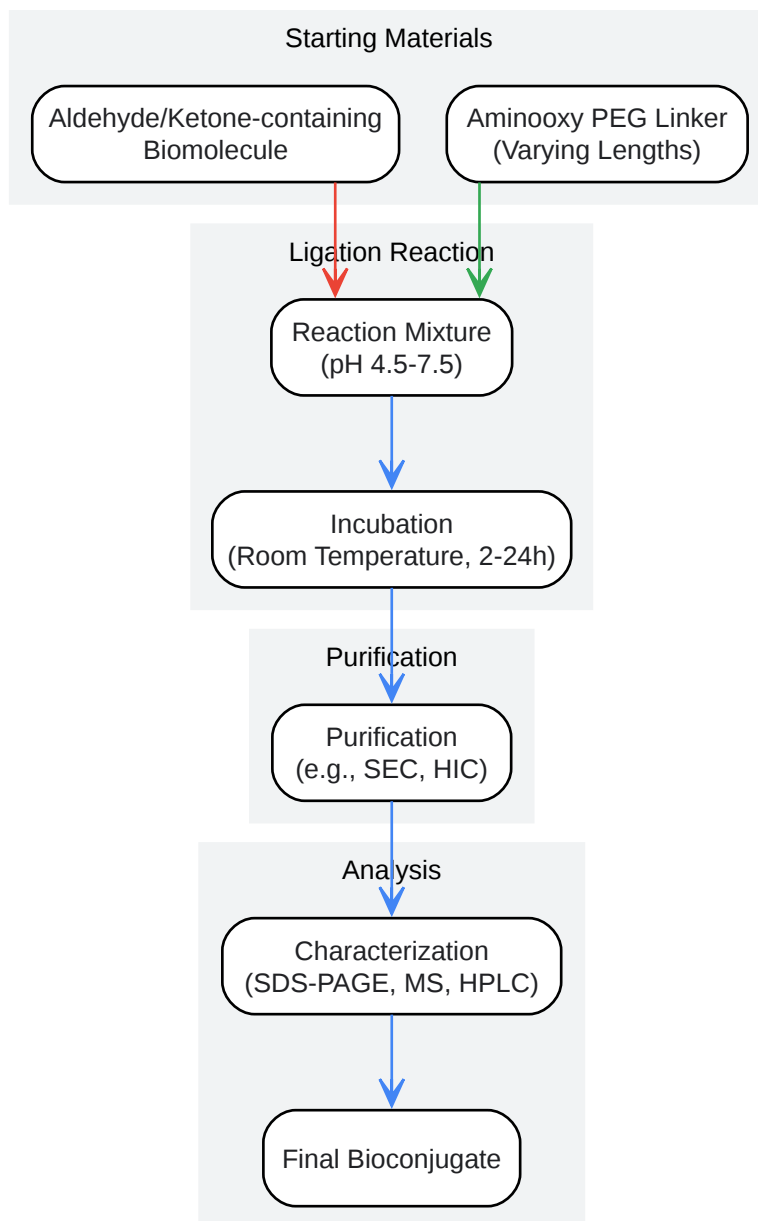 Starting Materials
Aldehyde/Ketone-containing
Biomolecule
Aminooxy PEG Linker
(Varying Lengths)
Ligation Reaction
Reaction Mixture
(pH 4.5-7.5)
Incubation
(Room Temperature, 2-24h)
Purification
Purification
(e.g., SEC, HIC)
Analysis
Characterization
(SDS-PAGE, MS, HPLC)
Final Bioconjugate